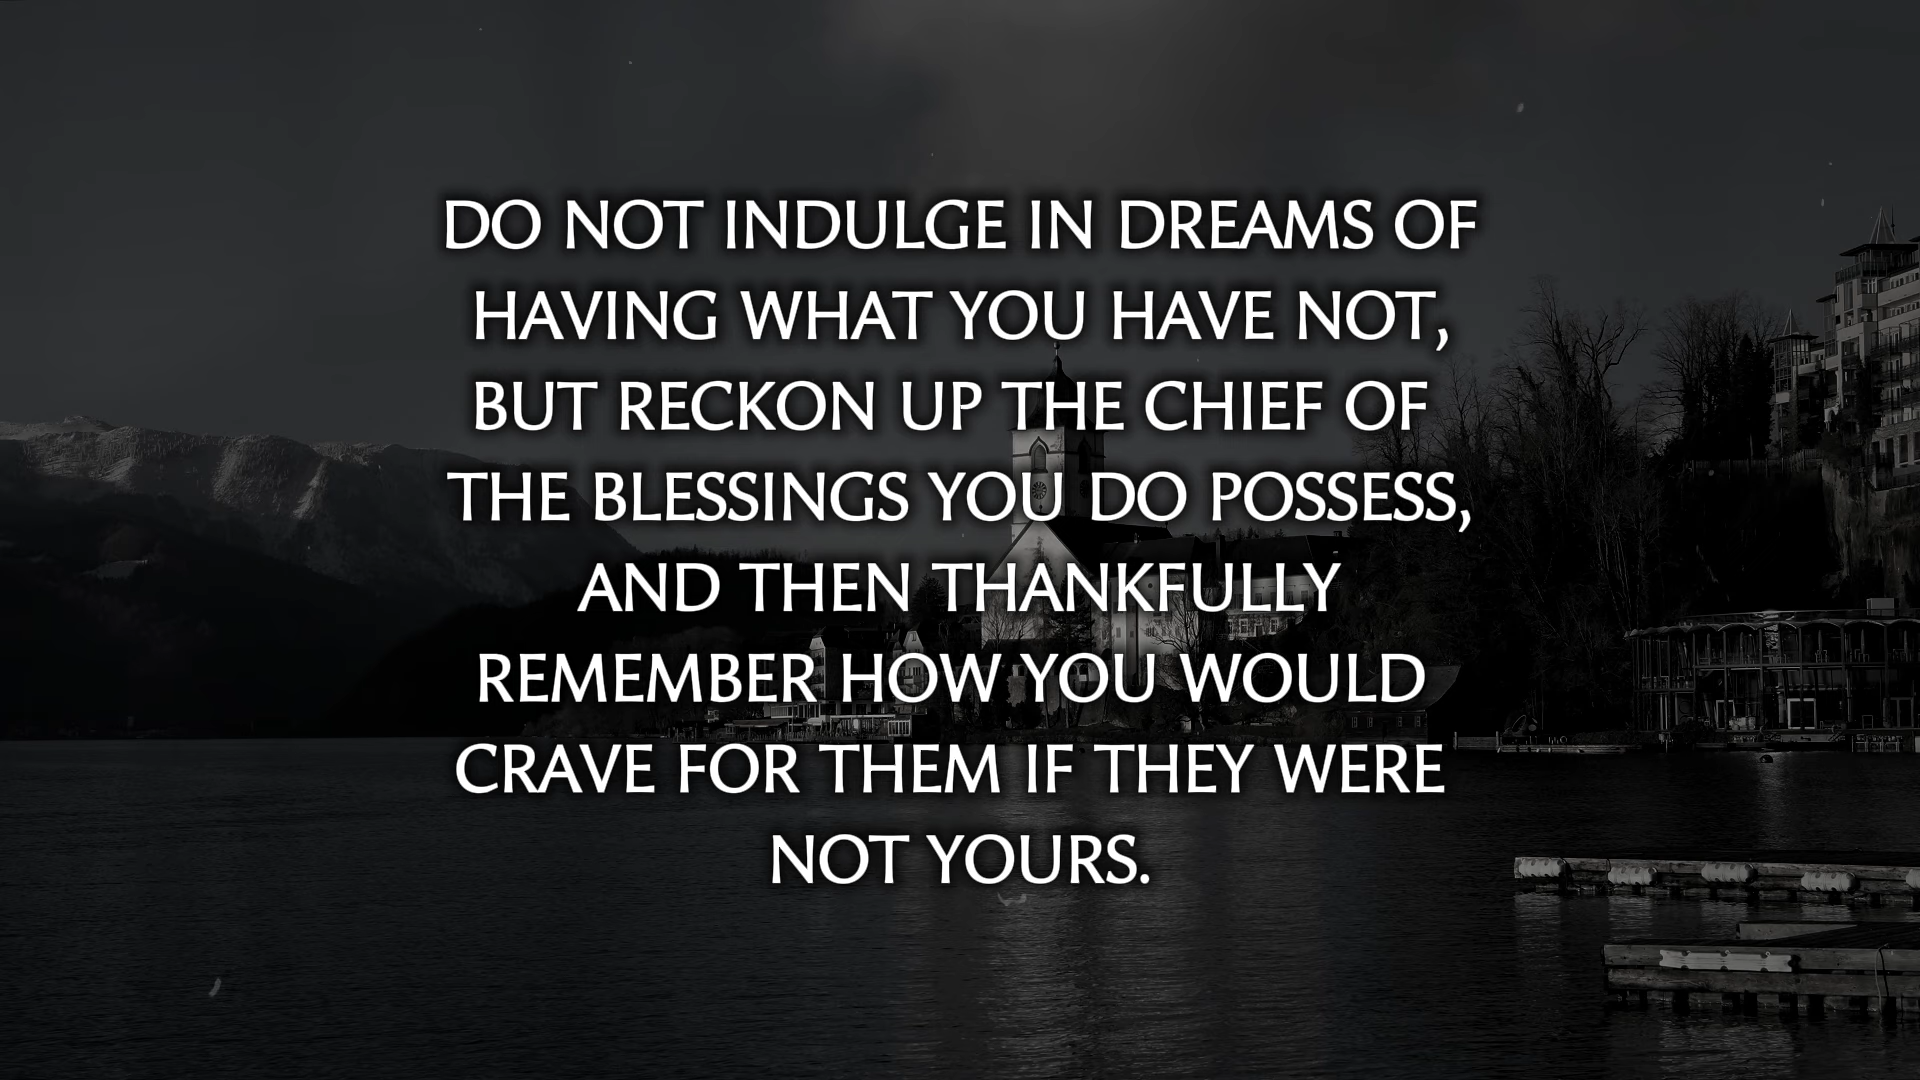 DO NOT INDULGE IN DREAMS OF
HAVING WHAT YOU HAVE NOT,
BUT RECKON UP THE CHIEF OF
THE BLESSINGS YOU DO POSSESS,
AND THEN THANKFULLY
REMEMBER HOW YOU WOULD
CRAVE FOR THEM IF THEY WERE
NOT YOURS.